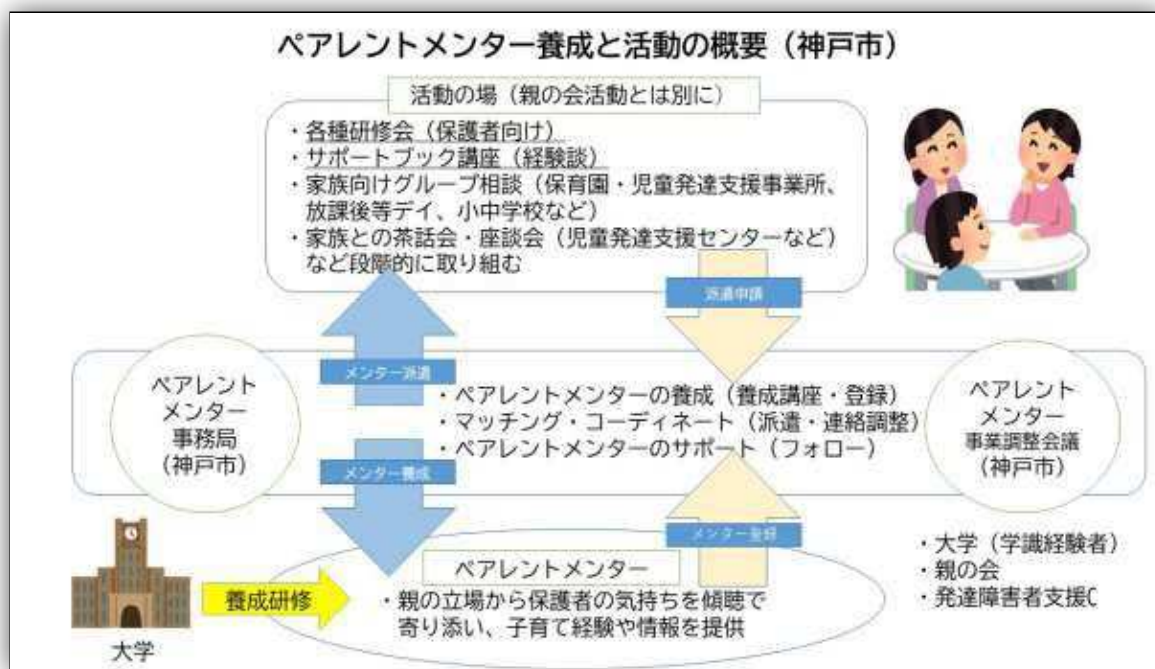 ペアレントメンター養成と活動の概要（神戸市）
活動の場（親の会活動とは別に）
・各種研修会（保護者向け）
・サポートブック講座（経験談）
・家族向けグループ相談（保育園・児童発達支援事業所、
放課後等デイ、小中学校など）
・家族との茶話会・座談会（児童発達支援センターなど）
など段階的に取り組む
メンター派遣
派遣申請
ペアレント
メンター
事務局
（神戸市）
・ペアレントメンターの養成（養成講座・登録）
・マッチング・コーディネート（派遣・連絡調整）
・ペアレントメンターのサポート（フォロー）
ペアレント
メンター
事業調整会議
（神戸市）
メンター養成
メンター登録
・大学（学識経験者）
・親の会
・発達障害者支援C
ペアレントメンター
・親の立場から保護者の気持ちを傾聴で
寄り添い、子育て経験や情報を提供
養成研修
大学